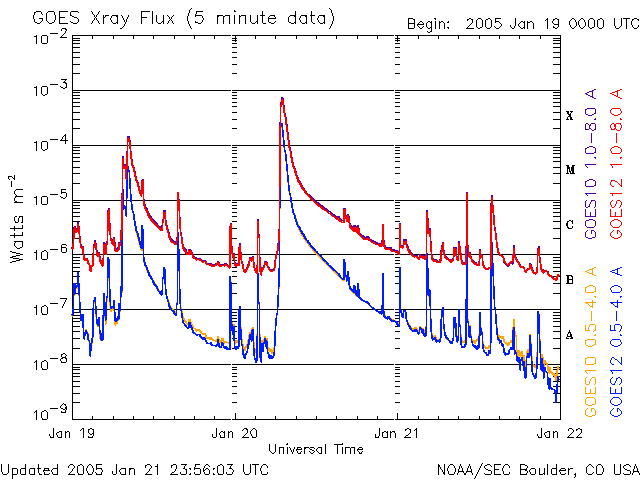 GOES Xray Flux (5 minute data)
Begin: 2005 Jan 19 0000 UTC
10⁻²
10⁻³
10⁻⁴
10⁻⁵
10⁻⁶
10⁻⁷
10⁻⁸
10⁻⁹
Watts m⁻²
X
M
C
B
A
GOES10 1.0-8.0 A
GOES12 1.0-8.0 A
GOES10 0.5-4.0 A
GOES12 0.5-4.0 A
Jan 19
Jan 20
Jan 21
Jan 22
Universal Time
Updated 2005 Jan 21 23:56:03 UTC
NOAA/SEC Boulder, CO USA